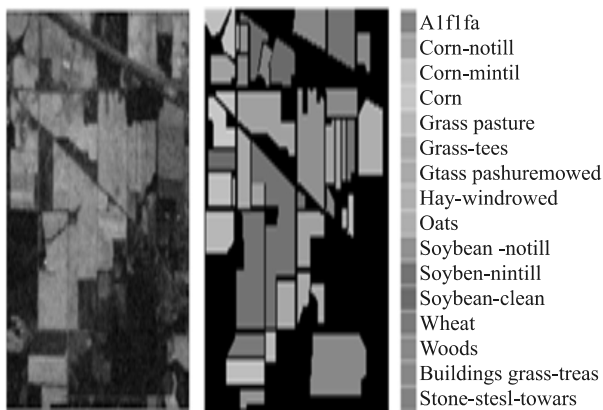 A1f1fa
Corn-notill
Corn-mintil
Corn
Grass pasture
Grass-tees
Gtass pashuremowed
Hay-windrowed
Oats
Soybean -notill
Soyben-nintill
Soybean-clean
Wheat
Woods
Buildings grass-treas
Stone-stesl-towars